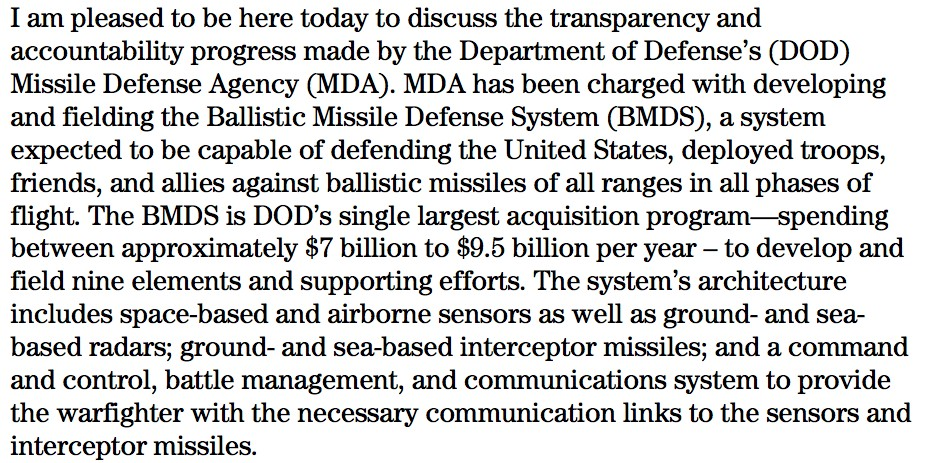 I am pleased to be here today to discuss the transparency and
accountability progress made by the Department of Defense’s (DOD)
Missile Defense Agency (MDA). MDA has been charged with developing
and fielding the Ballistic Missile Defense System (BMDS), a system
expected to be capable of defending the United States, deployed troops,
friends, and allies against ballistic missiles of all ranges in all phases of
flight. The BMDS is DOD’s single largest acquisition program—spending
between approximately $7 billion to $9.5 billion per year – to develop and
field nine elements and supporting efforts. The system’s architecture
includes space-based and airborne sensors as well as ground- and sea-
based radars; ground- and sea-based interceptor missiles; and a command
and control, battle management, and communications system to provide
the warfighter with the necessary communication links to the sensors and
interceptor missiles.